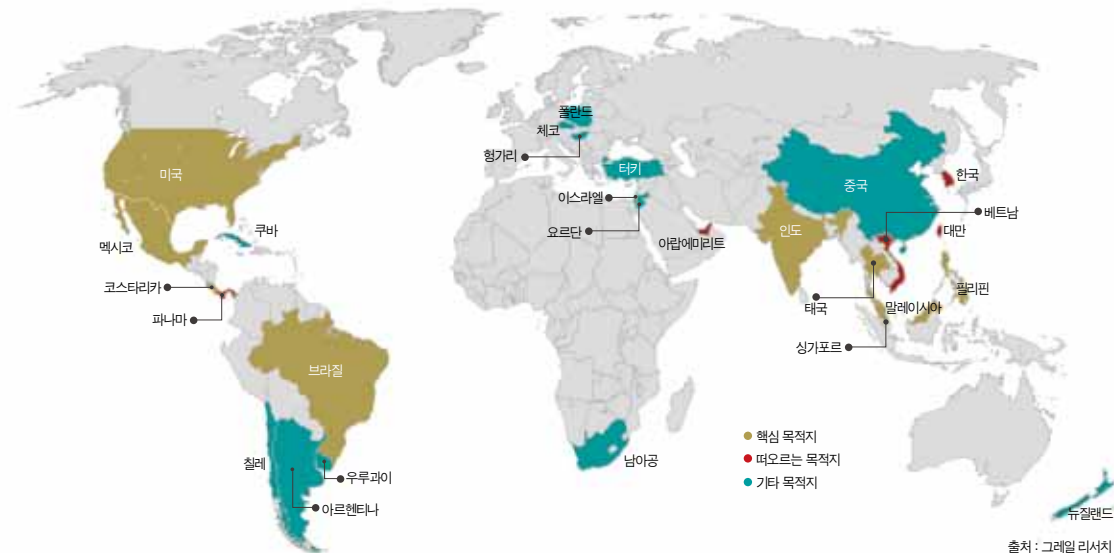 폴란드
체코
헝가리
터키
미국
이스라엘
중국
한국
베트남
쿠바
요르단
대만
멕시코
아랍에미리트
인도
코스타리카
필리핀
태국
말레이시아
파나마
싱가포르
브라질
핵심 목적지
떠오르는 목적지
기타 목적지
칠레
남아공
우루과이
아르헨티나
뉴질랜드
출처 : 그레일 리서치